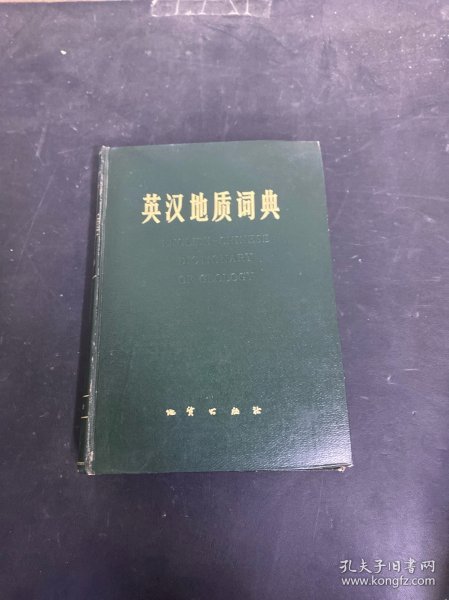 英汉地质词典
ENGLISH-CHINESE
DICTIONARY
OF GEOLOGY
地质出版社
孔夫子旧书网
www.kongfz.com